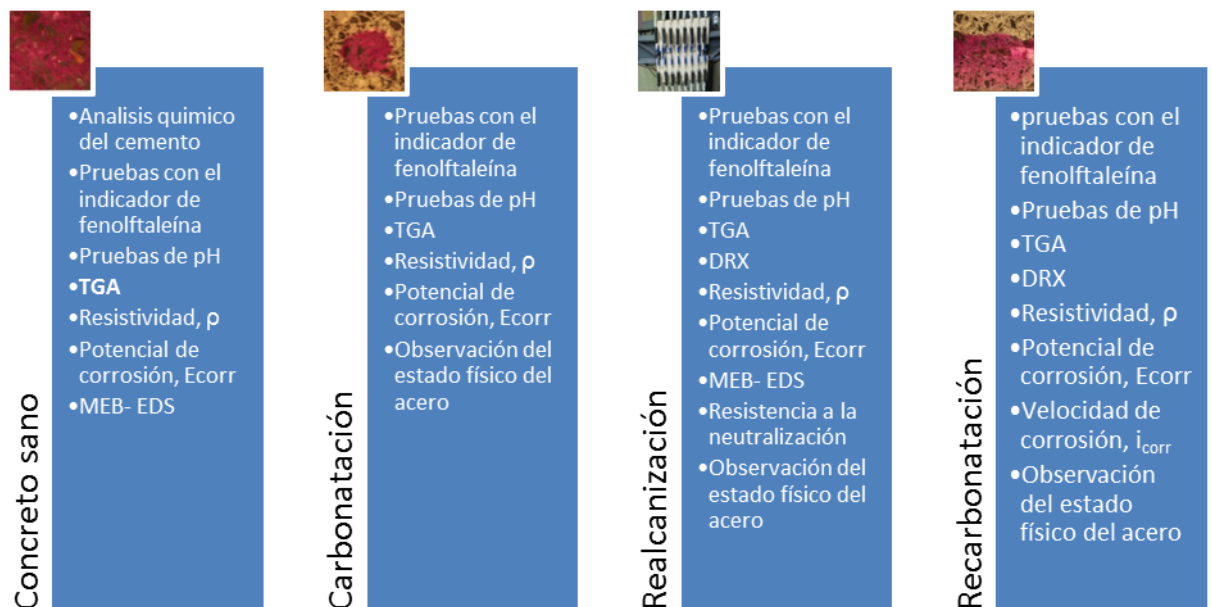 Concreto sano
•Analisis quimico
del cemento
•Pruebas con el
indicador de
fenolftaleína
•Pruebas de pH
•TGA
•Resistividad, ρ
•Potencial de
corrosión, Ecorr
•MEB- EDS
Carbonatación
•Pruebas con el
indicador de
fenolftaleína
•Pruebas de pH
•TGA
•Resistividad, ρ
•Potencial de
corrosión, Ecorr
•Observación del
estado físico del
acero
Realcanización
•Pruebas con el
indicador de
fenolftaleína
•Pruebas de pH
•TGA
•DRX
•Resistividad, ρ
•Potencial de
corrosión, Ecorr
•MEB- EDS
•Resistencia a la
neutralización
•Observación del
estado físico del
acero
Recarbonatación
•pruebas con el
indicador de
fenolftaleína
•Pruebas de pH
•TGA
•DRX
•Resistividad, ρ
•Potencial de
corrosión, Ecorr
•Velocidad de
corrosión, icorr
•Observación
del estado
físico del acero